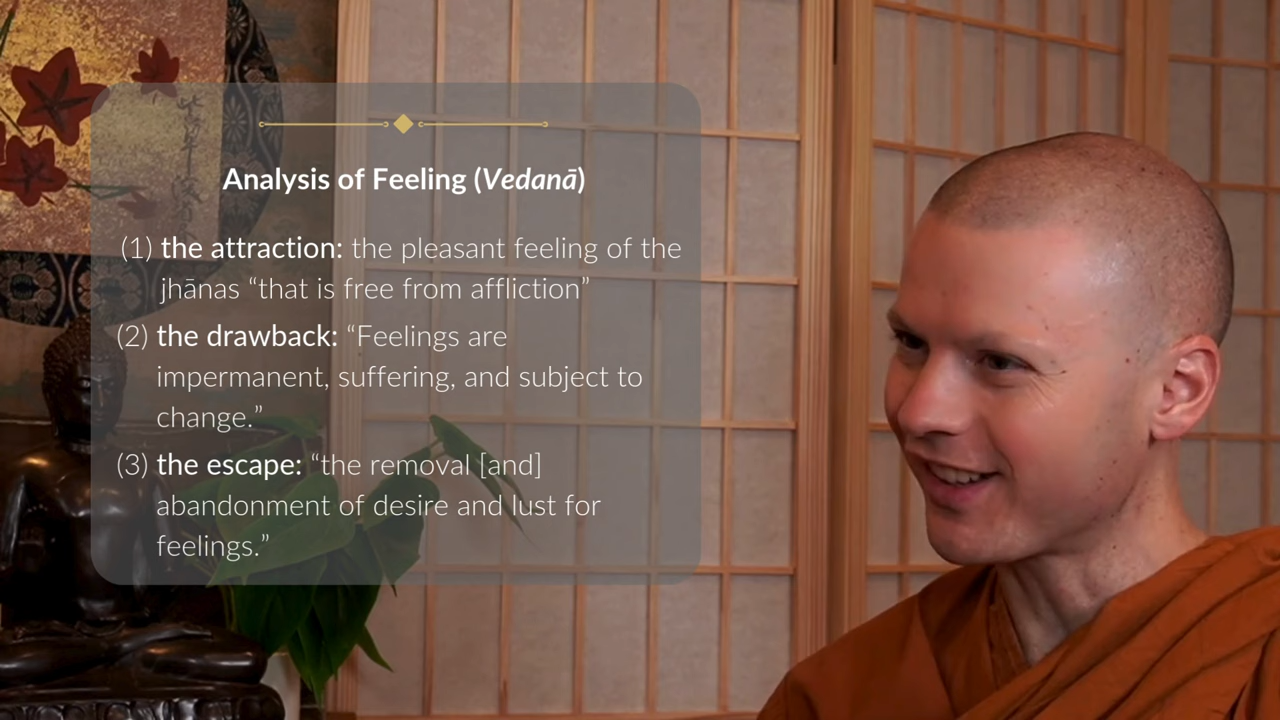 Analysis of Feeling (Vedanā)
(1) the attraction: the pleasant feeling of the
jhānas “that is free from affliction”
(2) the drawback: “Feelings are
impermanent, suffering, and subject to
change.”
(3) the escape: “the removal [and]
abandonment of desire and lust for
feelings.”